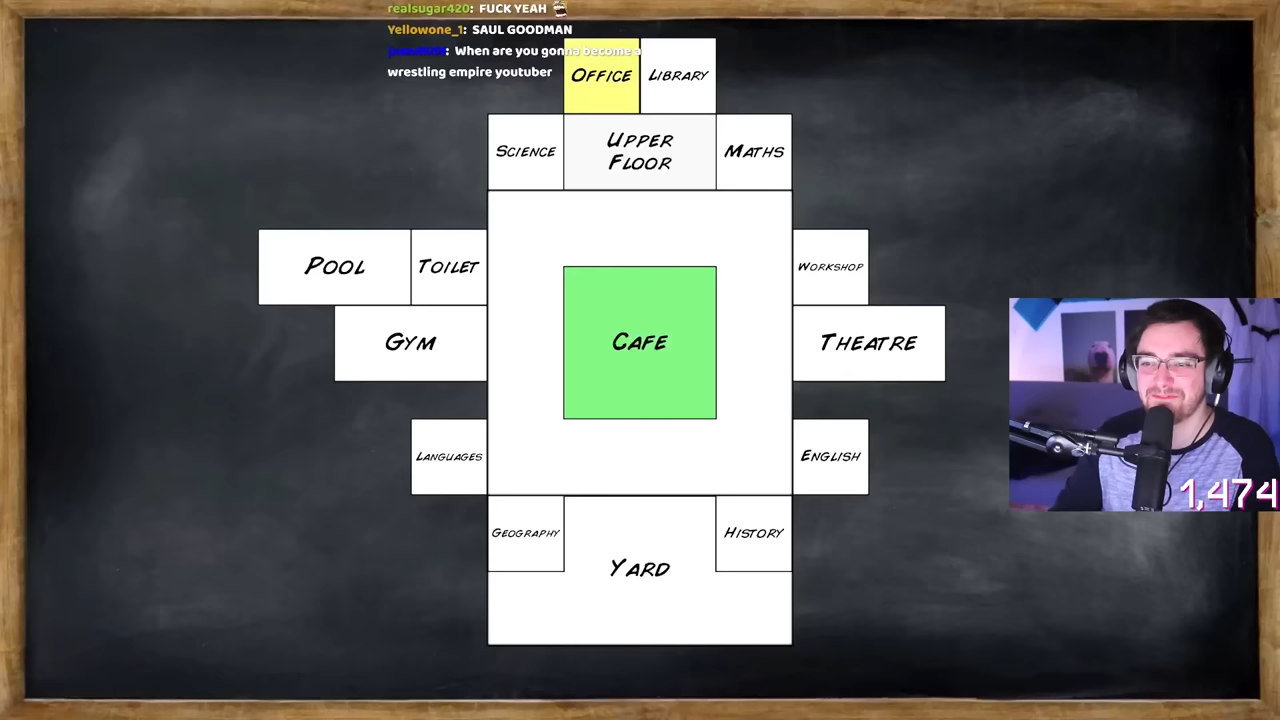 realsugar420: FUCK YEAH
Yellowone_1: SAUL GOODMAN
When are you gonna become a
wrestling empire youtuber
OFFICE
LIBRARY
SCIENCE
UPPER
FLOOR
MATHS
POOL
TOILET
WORKSHOP
GYM
CAFE
THEATRE
LANGUAGES
ENGLISH
1,474
GEOGRAPHY
HISTORY
YARD